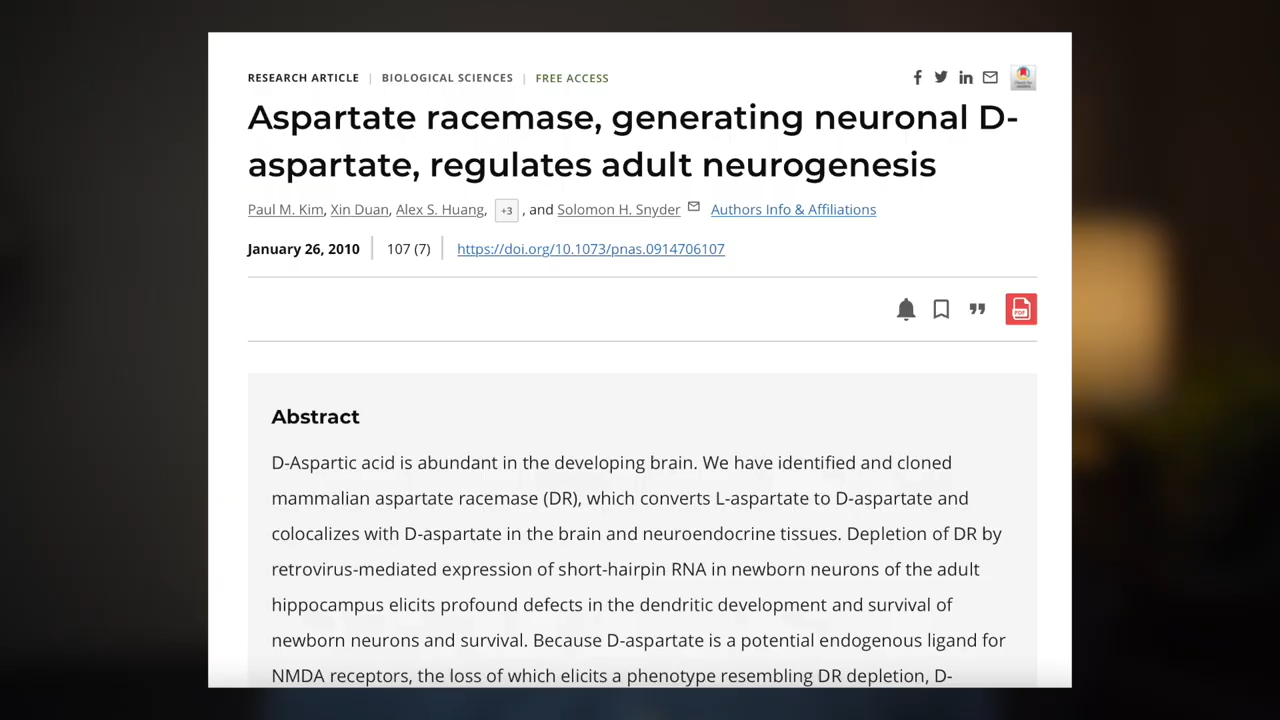 RESEARCH ARTICLE | BIOLOGICAL SCIENCES | FREE ACCESS
Aspartate racemase, generating neuronal D-
aspartate, regulates adult neurogenesis
Paul M. Kim, Xin Duan, Alex S. Huang, +3 , and Solomon H. Snyder Authors Info & Affiliations
January 26, 2010 | 107 (7) | https://doi.org/10.1073/pnas.0914706107
PDF
Abstract
D-Aspartic acid is abundant in the developing brain. We have identified and cloned
mammalian aspartate racemase (DR), which converts L-aspartate to D-aspartate and
colocalizes with D-aspartate in the brain and neuroendocrine tissues. Depletion of DR by
retrovirus-mediated expression of short-hairpin RNA in newborn neurons of the adult
hippocampus elicits profound defects in the dendritic development and survival of
newborn neurons and survival. Because D-aspartate is a potential endogenous ligand for
NMDA receptors, the loss of which elicits a phenotype resembling DR depletion, D-